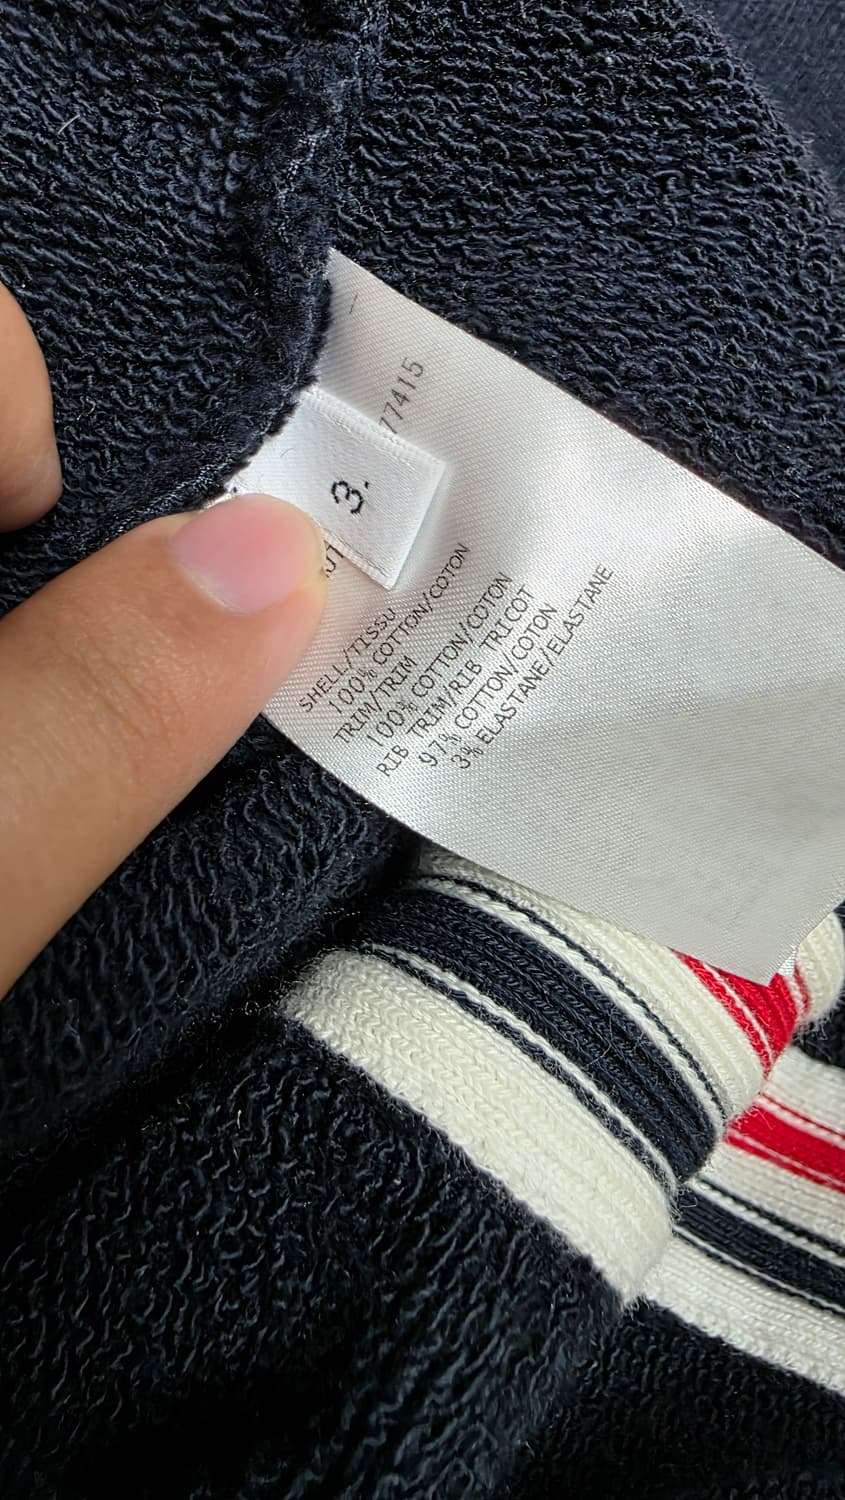 77415
3.
SHELL/TISSU
100% COTTON/COTON
TRIM/TRIM
100% COTTON/COTON
RIB TRIM/RIB TRICOT
97% COTTON/COTON
3% ELASTANE/ELASTANE